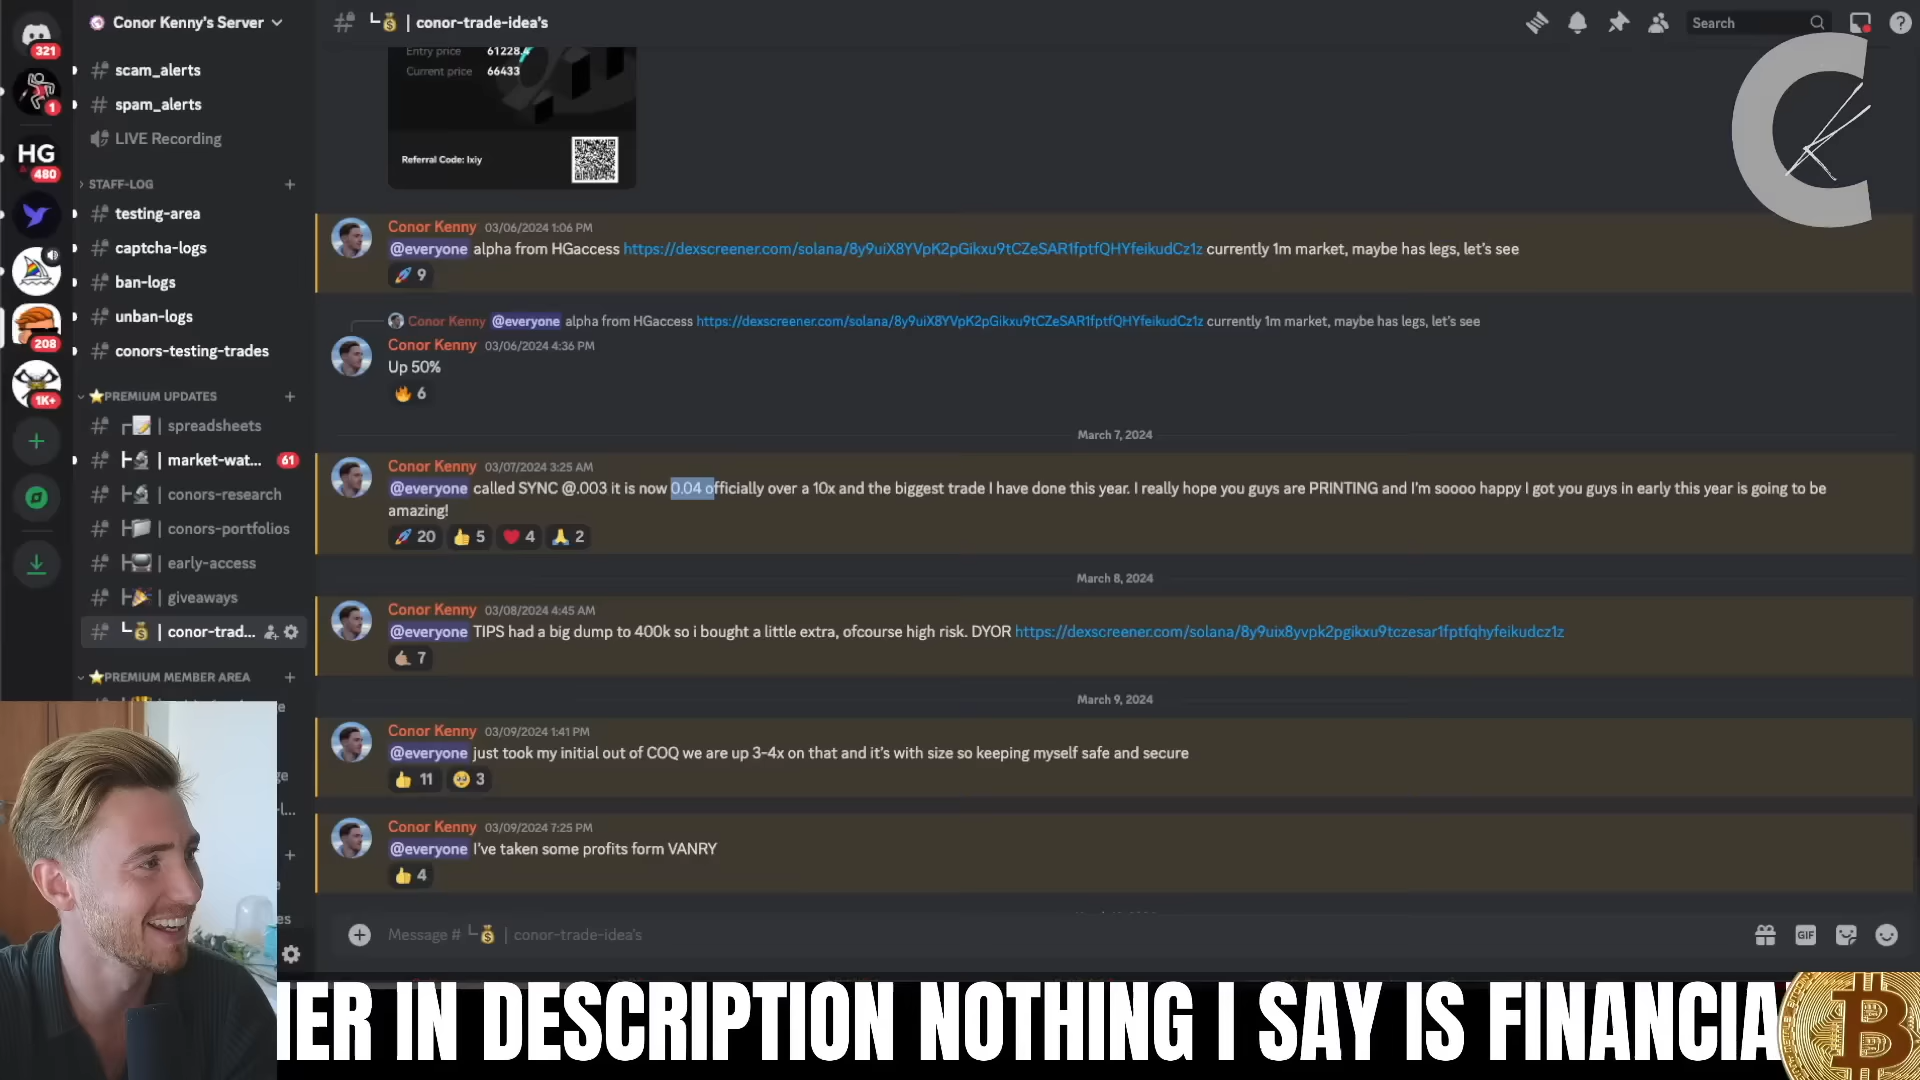 321
1
HG
480
208
1K+
Conor Kenny's Server
scam_alerts
spam_alerts
LIVE Recording
STAFF-LOG
testing-area
captcha-logs
ban-logs
unban-logs
conors-testing-trades
⭐PREMIUM UPDATES
| spreadsheets
| market-wat... 61
| conors-research
| conors-portfolios
| early-access
| giveaways
| conor-trad...
⭐PREMIUM MEMBER AREA
# | conor-trade-idea's
Search
Entry price 61228.4
Current price 66433
Referral Code: lxiy
Conor Kenny 03/06/2024 1:06 PM
@everyone alpha from HGaccess https://dexscreener.com/solana/8y9uiX8YVpK2pGikxu9tCZeSAR1fptfQHYfeikudCz1z currently 1m market, maybe has legs, let's see
🚀 9
Conor Kenny @everyone alpha from HGaccess https://dexscreener.com/solana/8y9uiX8YVpK2pGikxu9tCZeSAR1fptfQHYfeikudCz1z currently 1m market, maybe has legs, let's see
Conor Kenny 03/06/2024 4:36 PM
Up 50%
🔥 6
March 7, 2024
Conor Kenny 03/07/2024 3:25 AM
@everyone called SYNC @.003 it is now 0.04 officially over a 10x and the biggest trade I have done this year. I really hope you guys are PRINTING and I'm soooo happy I got you guys in early this year is going to be
amazing!
🚀 20 👍 5 ❤️ 4 🙏 2
March 8, 2024
Conor Kenny 03/08/2024 4:45 AM
@everyone TIPS had a big dump to 400k so i bought a little extra, ofcourse high risk. DYOR https://dexscreener.com/solana/8y9uix8yvpk2pgikxu9tczesar1fptfqhyfeikudcz1z
🤙 7
March 9, 2024
Conor Kenny 03/09/2024 1:41 PM
@everyone just took my initial out of COQ we are up 3-4x on that and it's with size so keeping myself safe and secure
👍 11 🥺 3
Conor Kenny 03/09/2024 7:25 PM
@everyone I've taken some profits form VANRY
👍 4
Message # | conor-trade-idea's
GIF
IER IN DESCRIPTION NOTHING I SAY IS FINANCIA